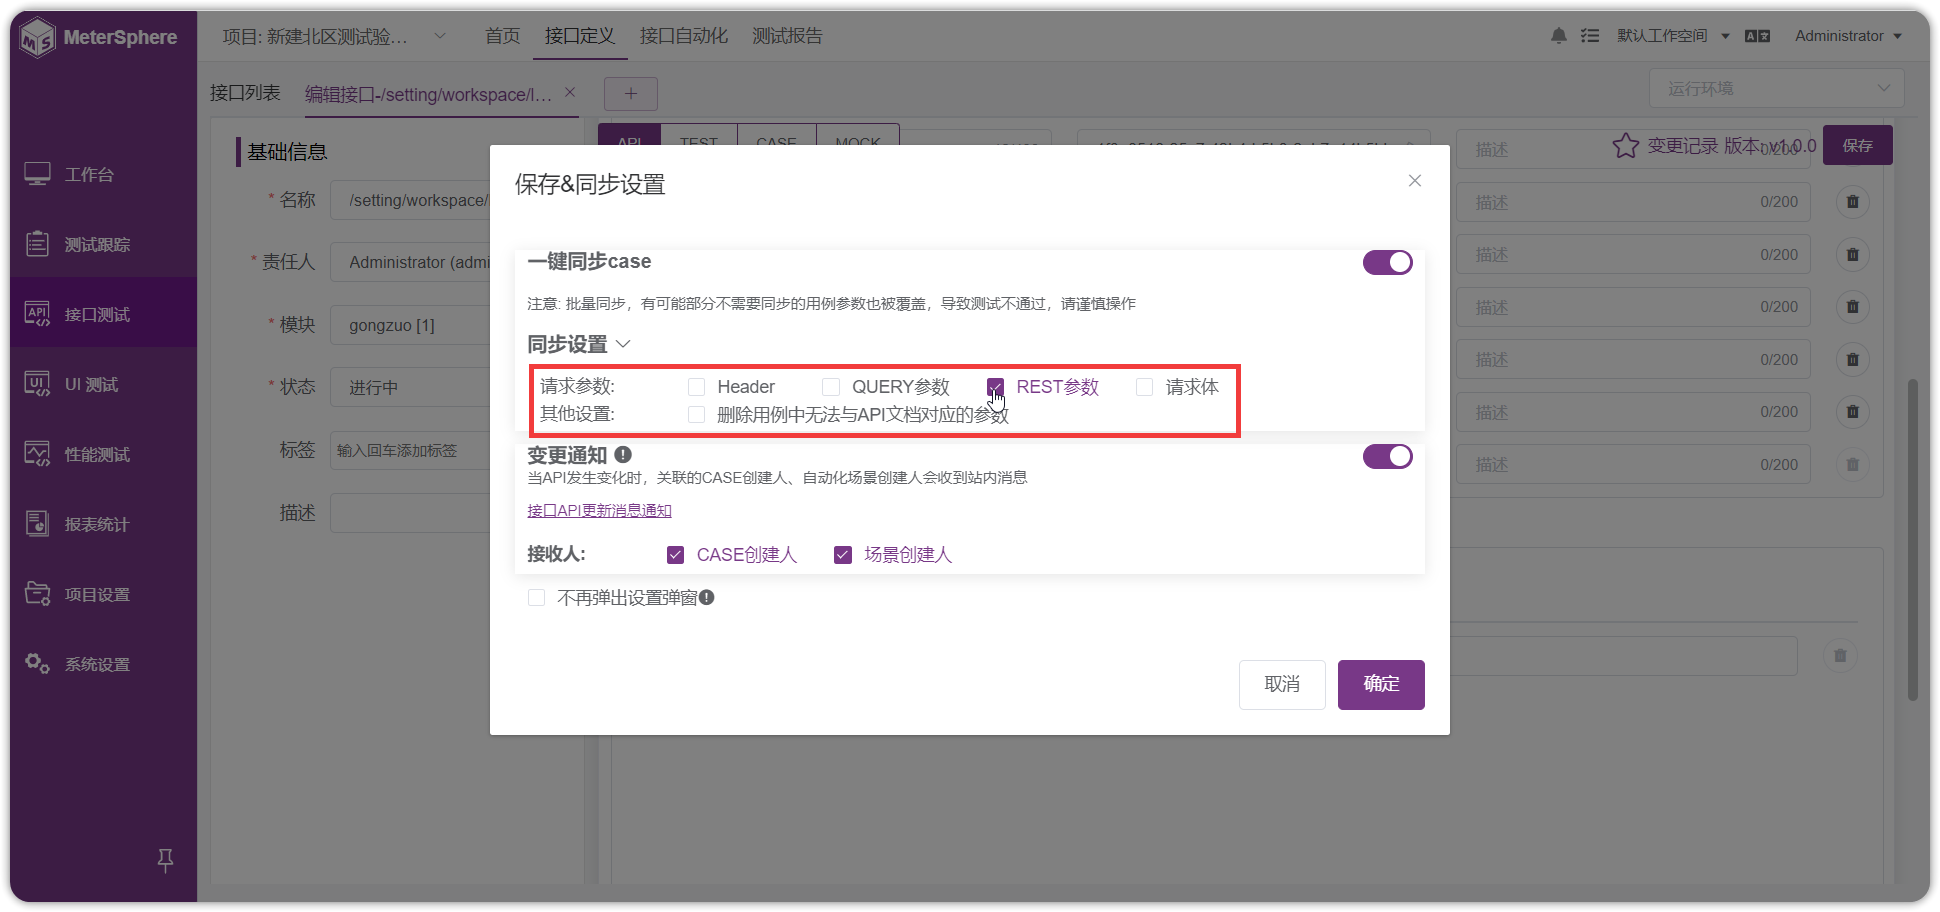 MeterSphere
项目: 新建北区测试验...
首页
接口定义
接口自动化
测试报告
默认工作空间
Administrator
接口列表
编辑接口-/setting/workspace/l...
+
运行环境
工作台
测试跟踪
接口测试
UI 测试
性能测试
报表统计
项目设置
系统设置
基础信息
* 名称
/setting/workspace/
* 责任人
Administrator (admi
* 模块
gongzuo [1]
* 状态
进行中
标签
输入回车添加标签
描述
API
TEST
CASE
MOCK
变更记录
版本: v1.0.0
保存
描述
0/200
描述
0/200
描述
0/200
描述
0/200
描述
0/200
描述
0/200
描述
0/200
保存&同步设置
一键同步case
注意: 批量同步，有可能部分不需要同步的用例参数也被覆盖，导致测试不通过，请谨慎操作
同步设置
请求参数:
Header
QUERY参数
REST参数
请求体
其他设置:
删除用例中无法与API文档对应的参数
变更通知
当API发生变化时，关联的CASE创建人、自动化场景创建人会收到站内消息
接口API更新消息通知
接收人:
CASE创建人
场景创建人
不再弹出设置弹窗
取消
确定